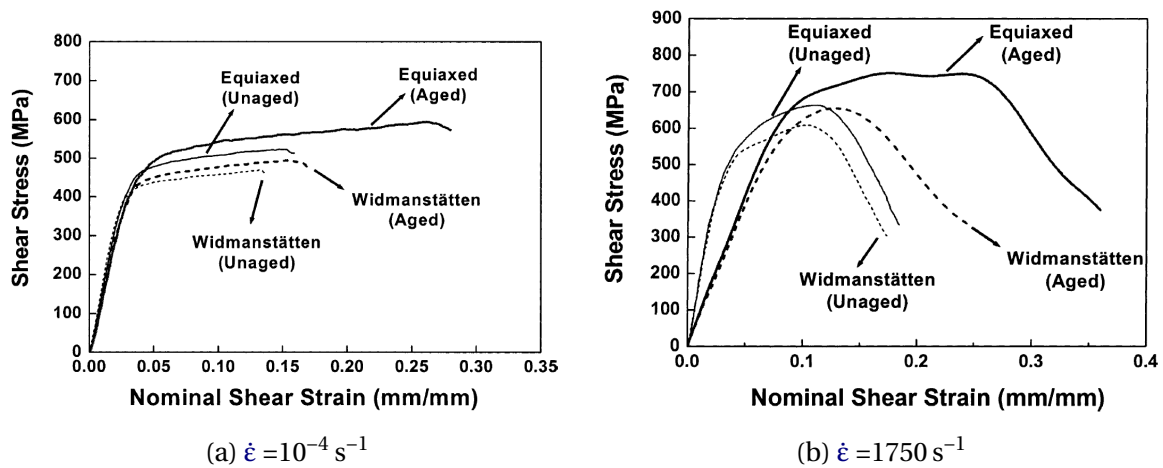 800
700
600
500
400
300
200
100
0
Shear Stress (MPa)
Equiaxed
(Unaged)
Equiaxed
(Aged)
Widmanstätten
(Aged)
Widmanstätten
(Unaged)
0.00 0.05 0.10 0.15 0.20 0.25 0.30 0.35
Nominal Shear Strain (mm/mm)
(a) ε̇ =10⁻⁴ s⁻¹
900
800
700
600
500
400
300
200
100
0
Shear Stress (MPa)
Equiaxed
(Unaged)
Equiaxed
(Aged)
Widmanstätten
(Aged)
Widmanstätten
(Unaged)
0.0 0.1 0.2 0.3 0.4
Nominal Shear Strain (mm/mm)
(b) ε̇ =1750 s⁻¹